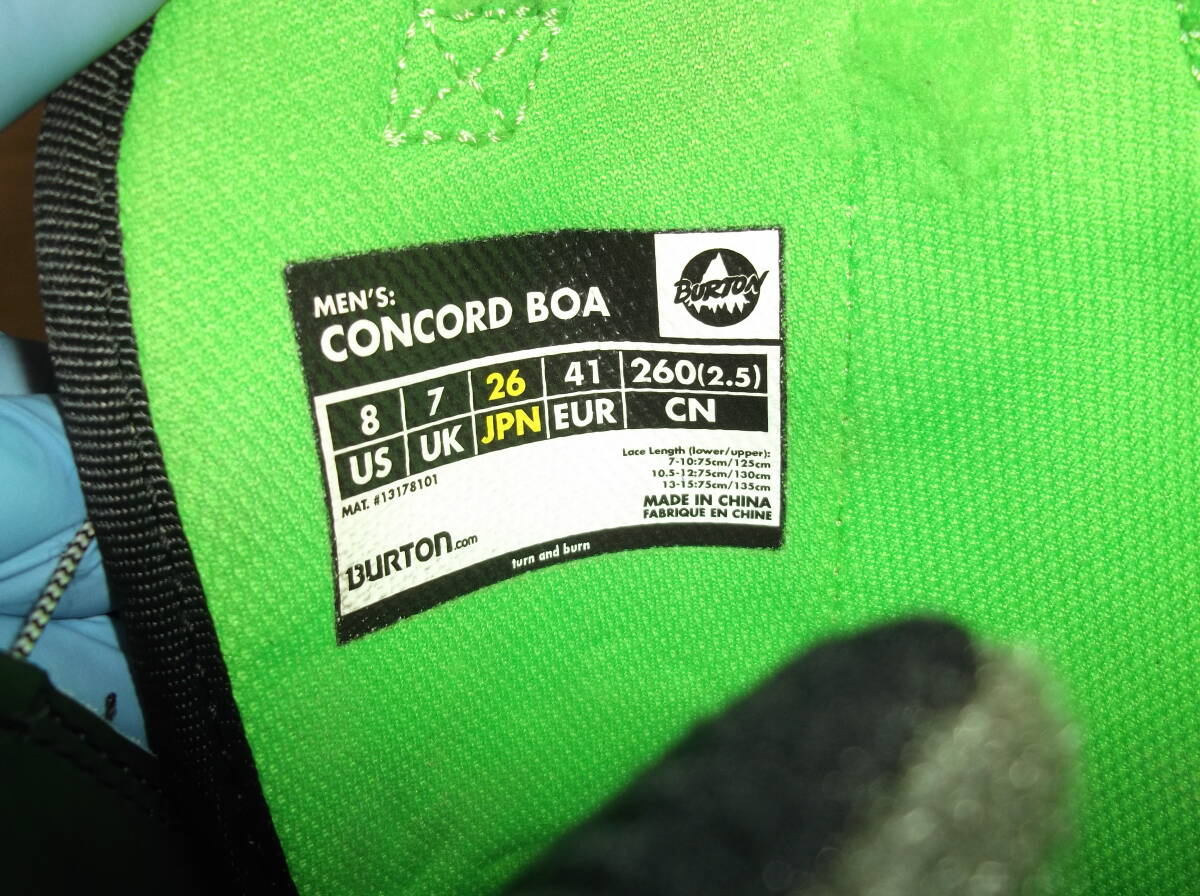 MEN'S:
CONCORD BOA
BURTON
8 7 26 41 260(2.5)
US UK JPN EUR CN
MAT. #13178101
Lace Length (lower/upper):
7-10:75cm/125cm
10.5-12:75cm/130cm
13-15:75cm/135cm
MADE IN CHINA
FABRIQUE EN CHINE
BURTON.com
turn and burn